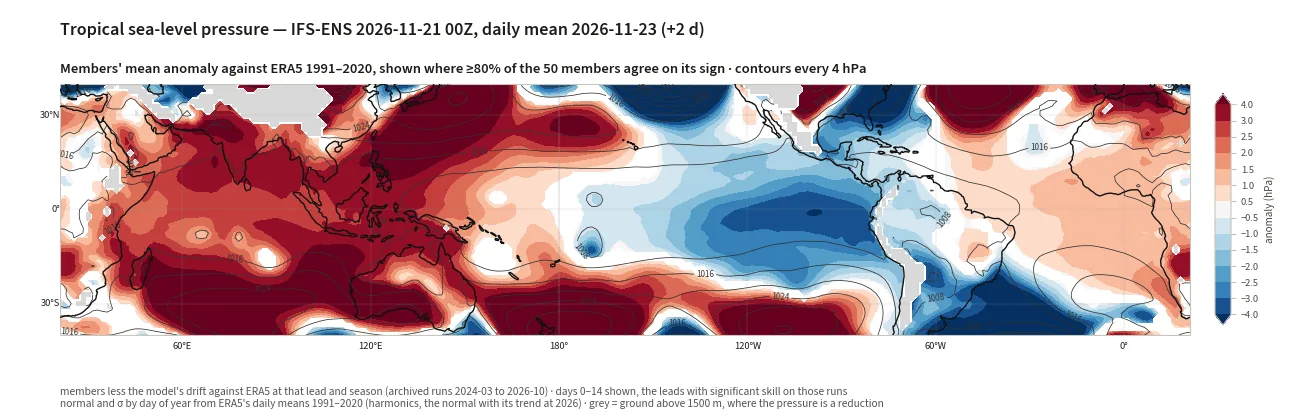 Tropical sea-level pressure — IFS-ENS 2026-11-21 00Z, daily mean 2026-11-23 (+2 d)
Members' mean anomaly against ERA5 1991–2020, shown where ≥80% of the 50 members agree on its sign · contours every 4 hPa
30°N
0°
30°S
60°E
120°E
180°
120°W
60°W
0°
1024
1016
1016
1008
1016
1024
1008
1016
1016
4.0
3.0
2.0
1.5
1.0
0.5
−0.5
−1.0
−1.5
−2.0
−2.5
−3.0
−4.0
anomaly (hPa)
members less the model's drift against ERA5 at that lead and season (archived runs 2024-03 to 2026-10) · days 0–14 shown, the leads with significant skill on those runs
normal and σ by day of year from ERA5's daily means 1991–2020 (harmonics, the normal with its trend at 2026) · grey = ground above 1500 m, where the pressure is a reduction